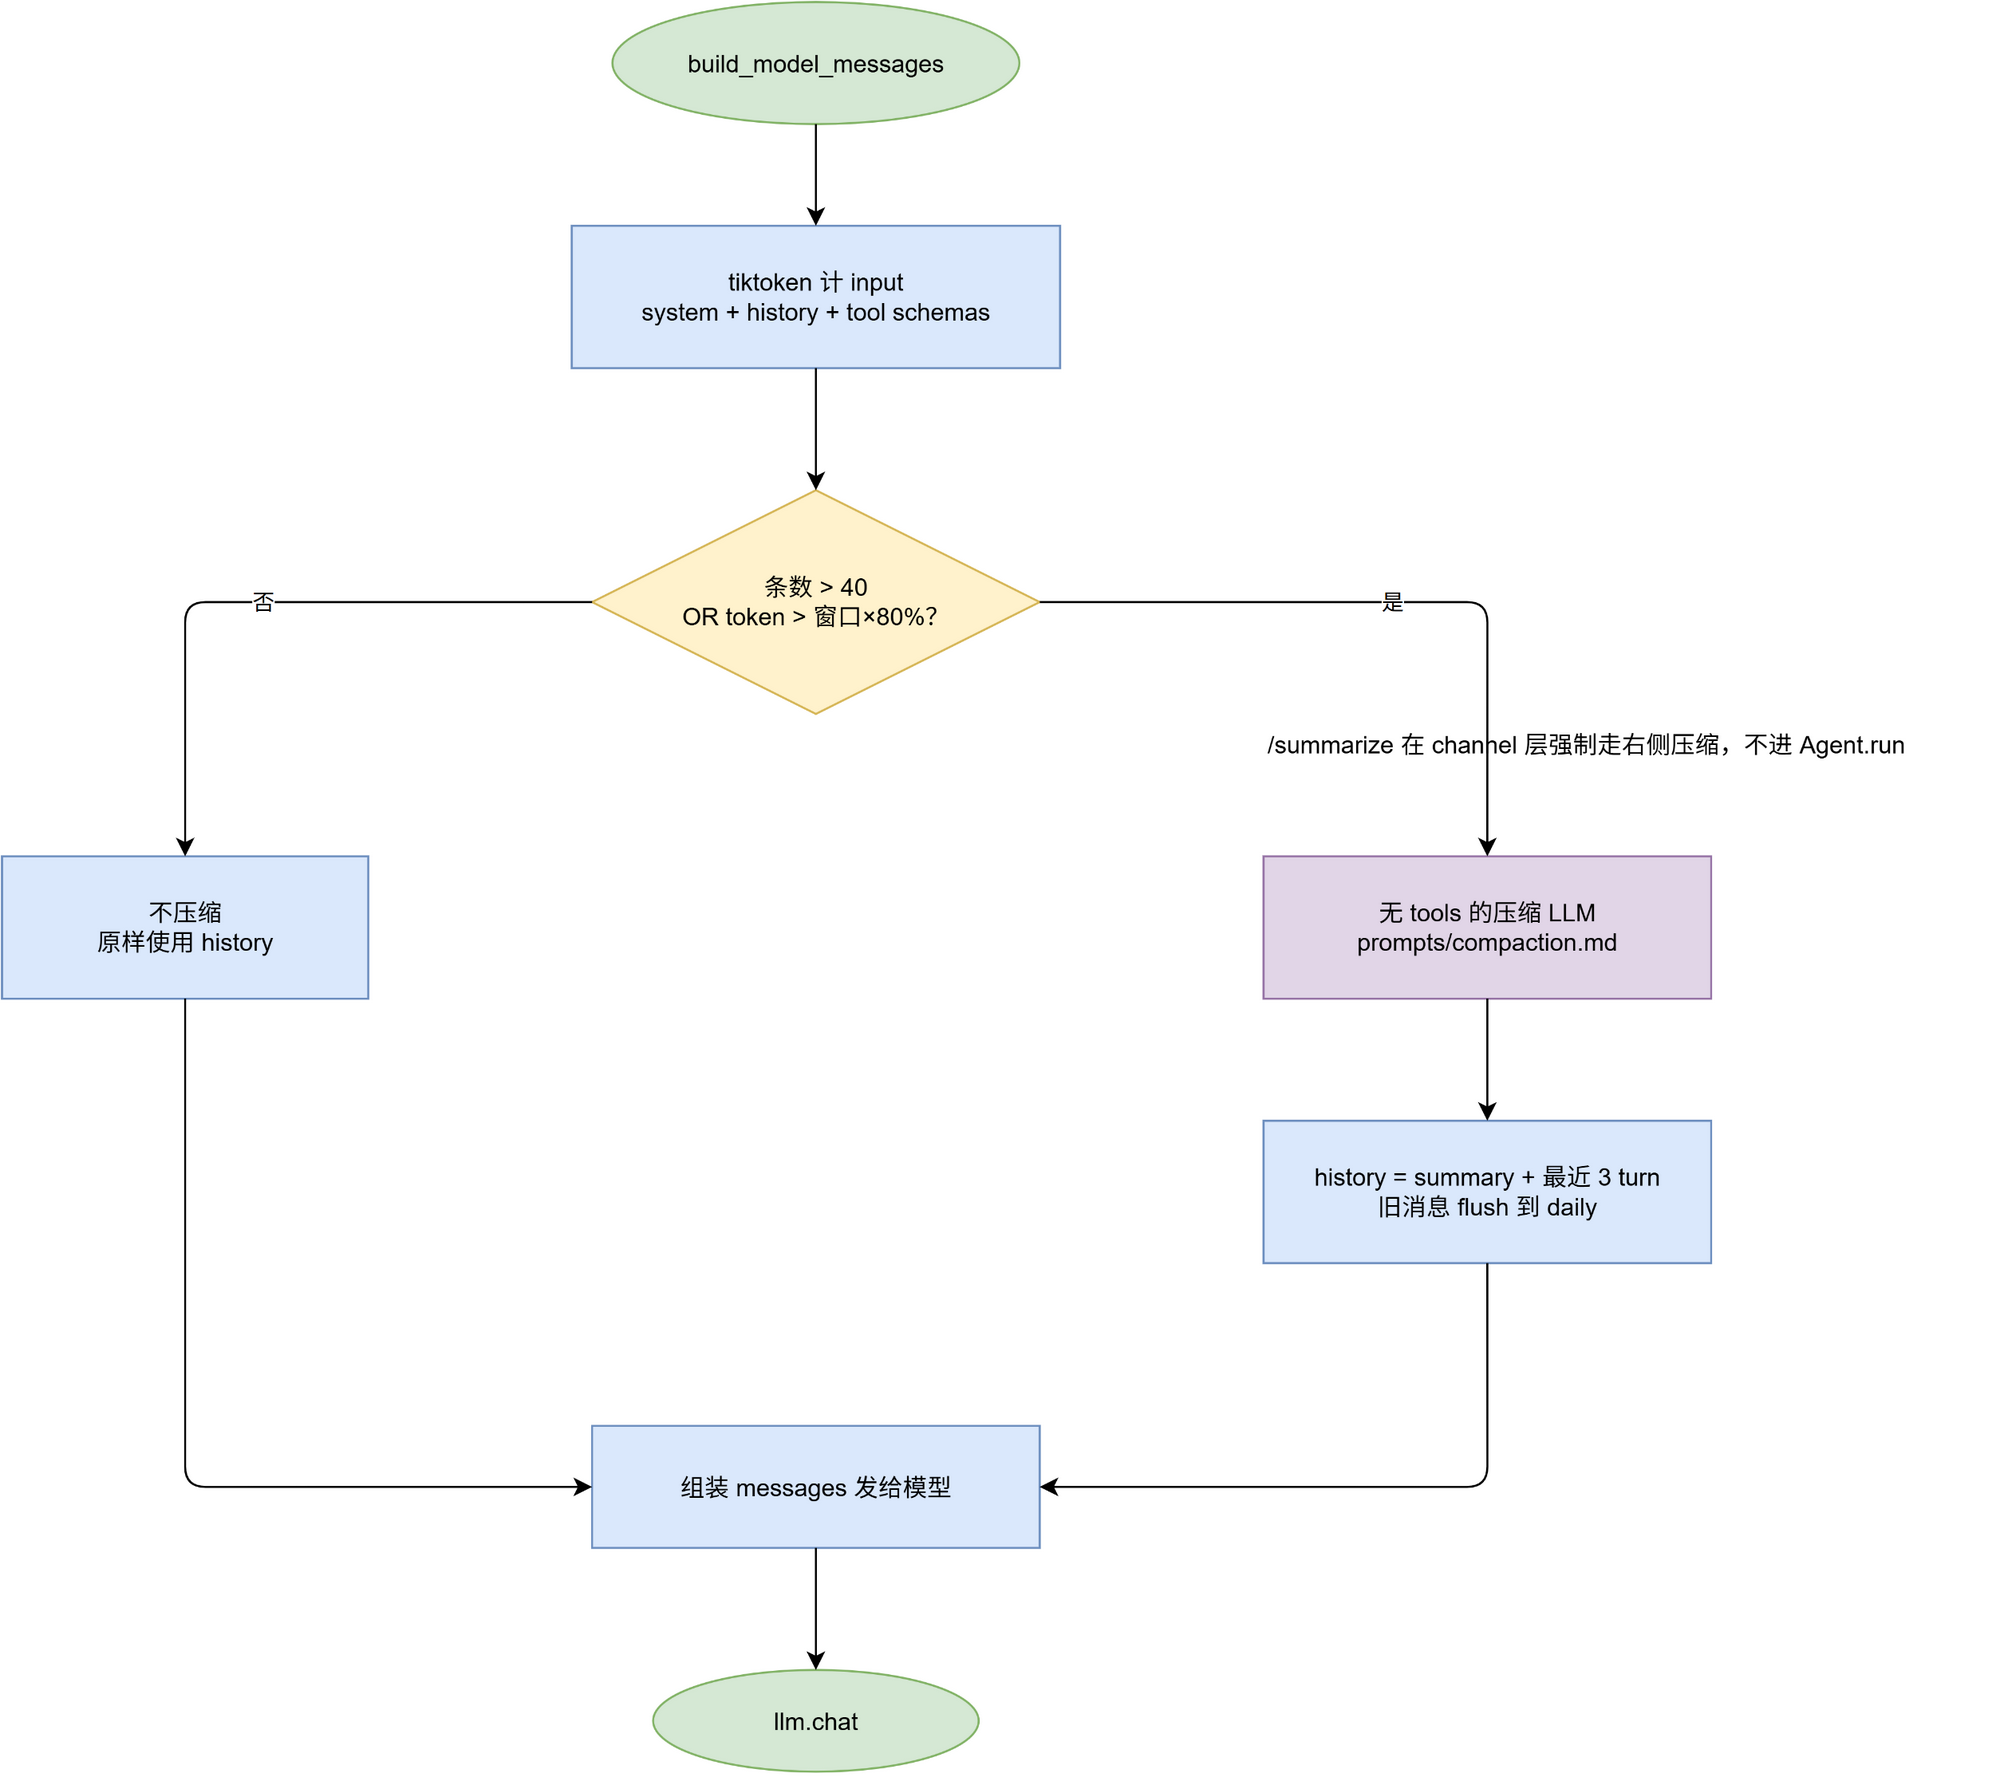 build_model_messages
tiktoken 计 input
system + history + tool schemas
条数 > 40
OR token > 窗口×80%?
否
是
/summarize 在 channel 层强制走右侧压缩，不进 Agent.run
不压缩
原样使用 history
无 tools 的压缩 LLM
prompts/compaction.md
history = summary + 最近 3 turn
旧消息 flush 到 daily
组装 messages 发给模型
llm.chat